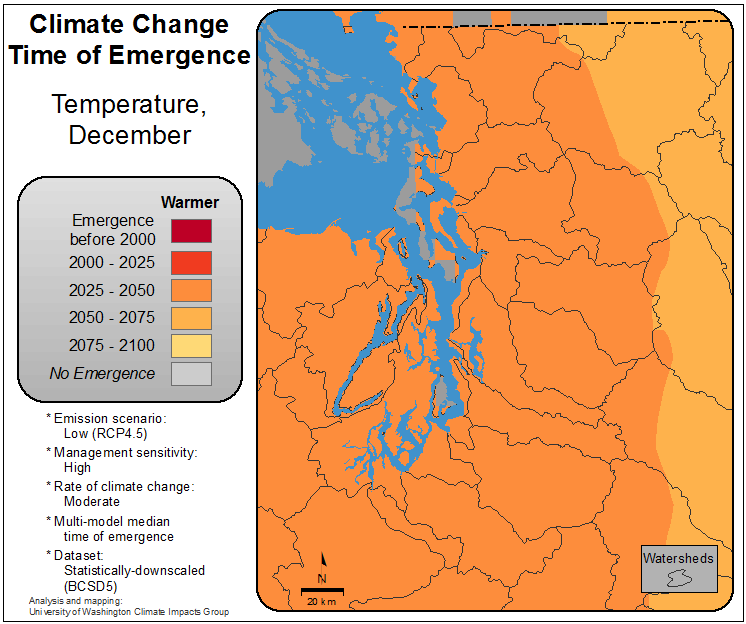 Climate Change
Time of Emergence
Temperature,
December
Warmer
Emergence
before 2000
2000 - 2025
2025 - 2050
2050 - 2075
2075 - 2100
No Emergence
* Emission scenario:
Low (RCP4.5)
* Management sensitivity:
High
* Rate of climate change:
Moderate
* Multi-model median
time of emergence
* Dataset:
Statistically-downscaled
(BCSD5)
Analysis and mapping:
University of Washington Climate Impacts Group
N
20 km
Watersheds